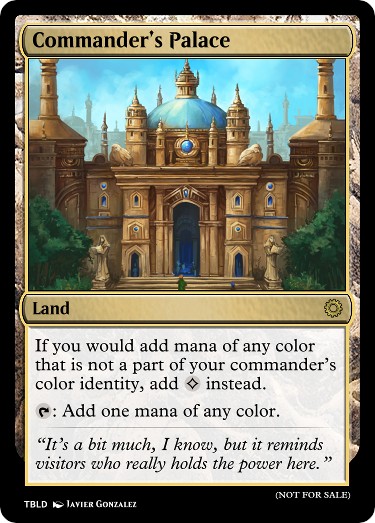 Commander's Palace
Land
If you would add mana of any color
that is not a part of your commander's
color identity, add instead.
: Add one mana of any color.
“It's a bit much, I know, but it reminds
visitors who really holds the power here.”
TBLD Javier Gonzalez
(NOT FOR SALE)